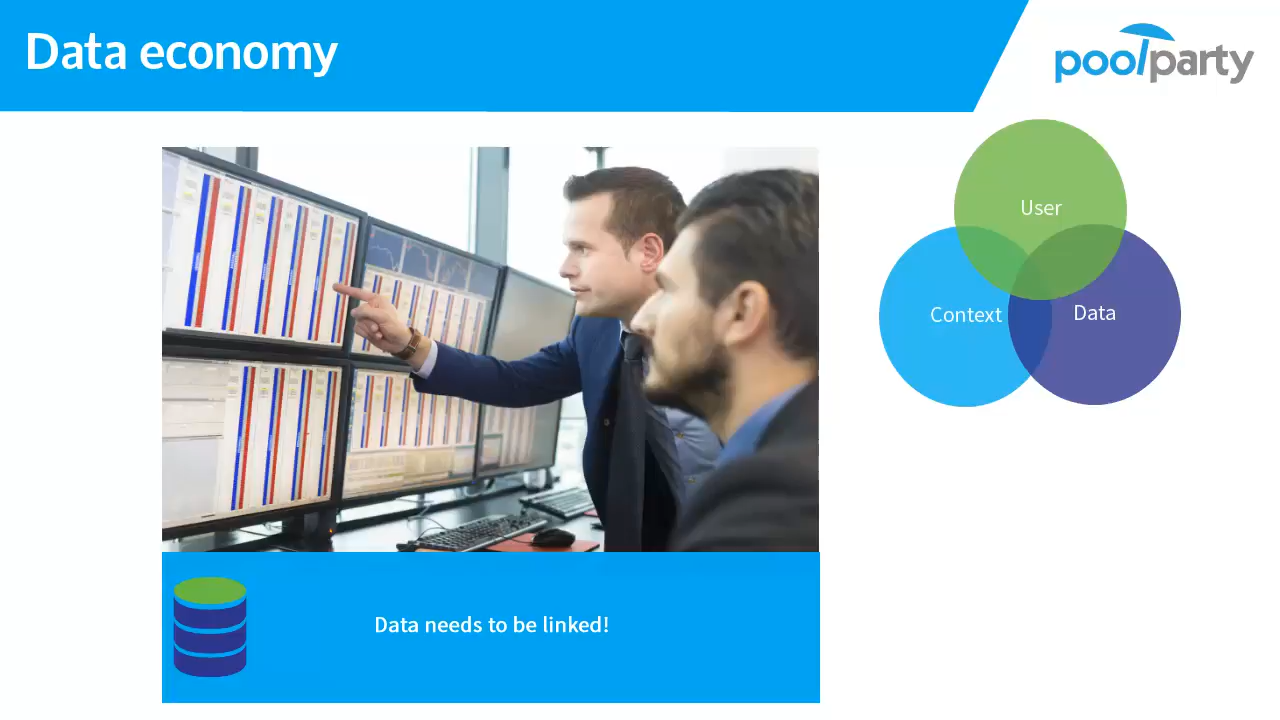 Data economy
poolparty
User
Context
Data
Data needs to be linked!